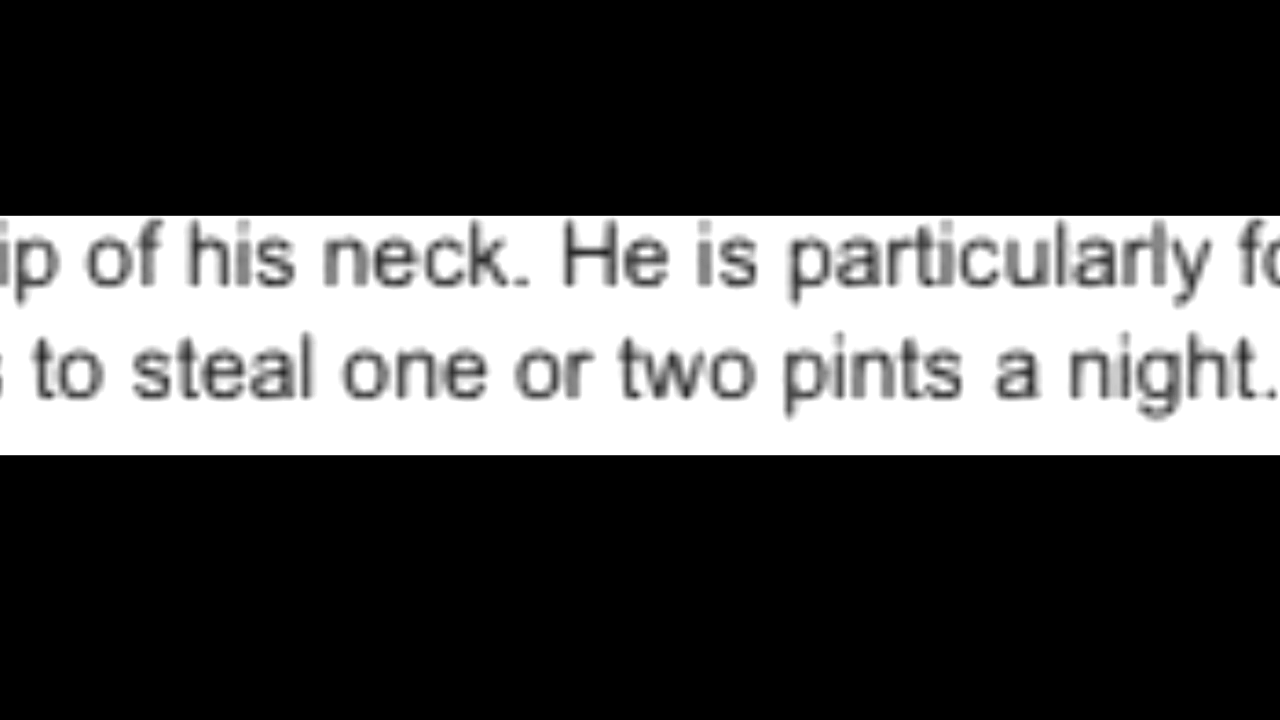 of his neck. He is particularly
to steal one or two pints a night.